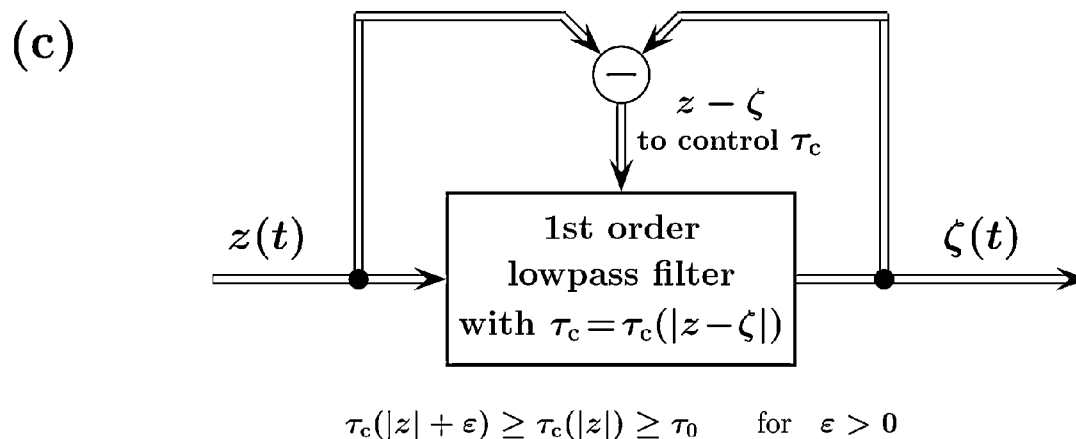 (c)
−
z − ζ
to control τc
z(t)
1st order
lowpass filter
with τc=τc(|z−ζ|)
ζ(t)
τc(|z| + ε) ≥ τc(|z|) ≥ τ0 for ε > 0